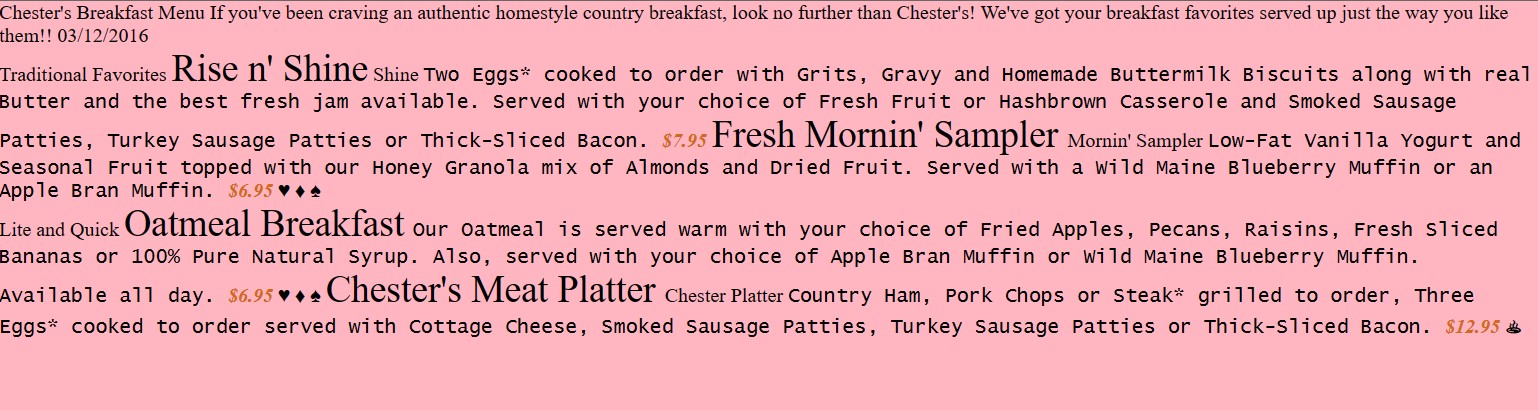 Chester's Breakfast Menu If you've been craving an authentic homestyle country breakfast, look no further than Chester's! We've got your breakfast favorites served up just the way you like
them!! 03/12/2016
Traditional Favorites Rise n' Shine Shine Two Eggs* cooked to order with Grits, Gravy and Homemade Buttermilk Biscuits along with real
Butter and the best fresh jam available. Served with your choice of Fresh Fruit or Hashbrown Casserole and Smoked Sausage
Patties, Turkey Sausage Patties or Thick-Sliced Bacon. $7.95 Fresh Mornin' Sampler Mornin' Sampler Low-Fat Vanilla Yogurt and
Seasonal Fruit topped with our Honey Granola mix of Almonds and Dried Fruit. Served with a Wild Maine Blueberry Muffin or an
Apple Bran Muffin. $6.95 ♥ ♦ ♠
Lite and Quick Oatmeal Breakfast Our Oatmeal is served warm with your choice of Fried Apples, Pecans, Raisins, Fresh Sliced
Bananas or 100% Pure Natural Syrup. Also, served with your choice of Apple Bran Muffin or Wild Maine Blueberry Muffin.
Available all day. $6.95 ♥ ♦ ♠ Chester's Meat Platter Chester Platter Country Ham, Pork Chops or Steak* grilled to order, Three
Eggs* cooked to order served with Cottage Cheese, Smoked Sausage Patties, Turkey Sausage Patties or Thick-Sliced Bacon. $12.95 ♨